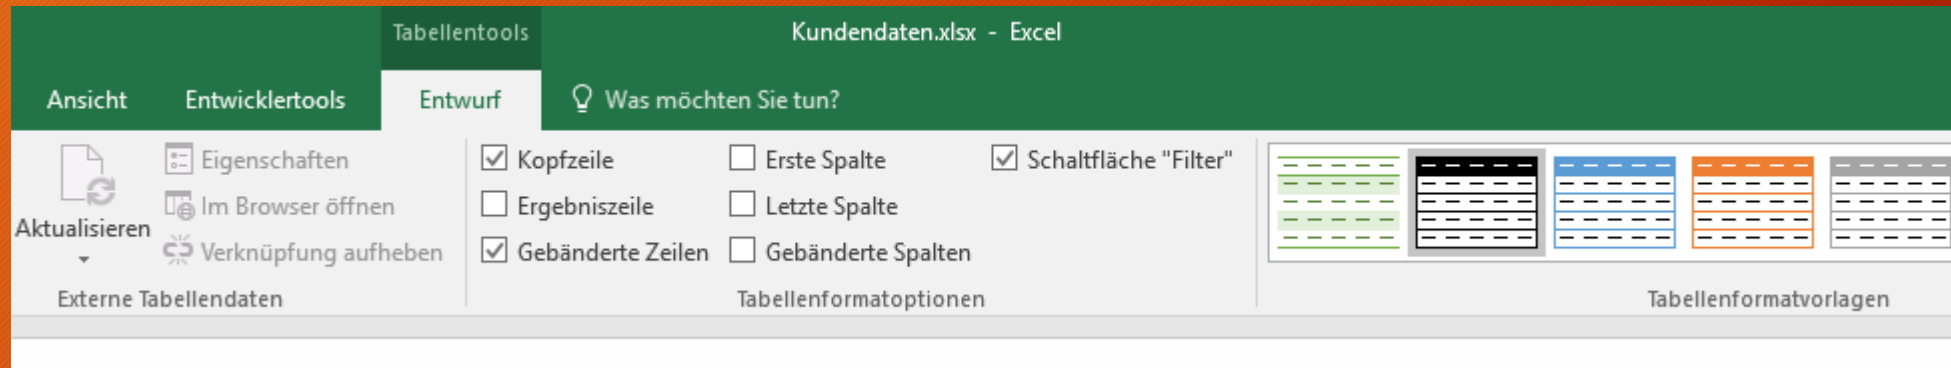 Tabellentools
Kundendaten.xlsx - Excel
Ansicht Entwicklertools Entwurf Was möchten Sie tun?
Aktualisieren
Eigenschaften
Im Browser öffnen
Verknüpfung aufheben
Externe Tabellendaten
Kopfzeile
Ergebniszeile
Gebänderte Zeilen
Erste Spalte
Letzte Spalte
Gebänderte Spalten
Schaltfläche "Filter"
Tabellenformatoptionen
Tabellenformatvorlagen